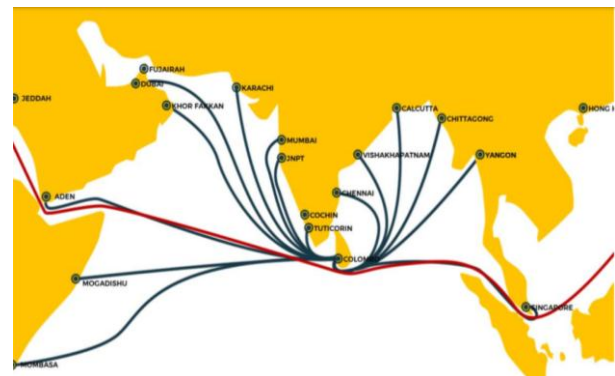 FUJAIRAH
DUBAI
JEDDAH
KARACHI
KHOR FAKKAN
CALCUTTA
HONG
CHITTAGONG
MUMBAI
JNPT
VISHAKHAPATNAM
YANGON
CHENNAI
ADEN
COCHIN
TUTICORIN
COLOMBO
MOGADISHU
SINGAPORE
MOMBASA